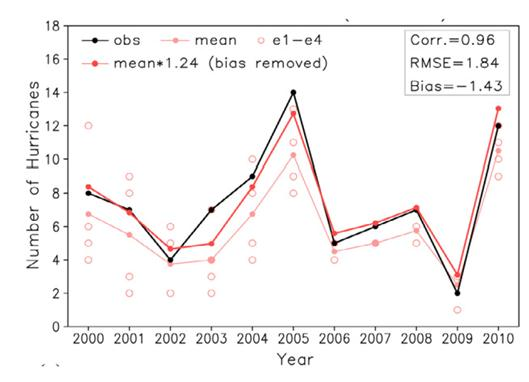 obs mean e1−e4
mean*1.24 (bias removed)
Corr.=0.96
RMSE=1.84
Bias=−1.43
Number of Hurricanes
18
16
14
12
10
8
6
4
2
0
2000 2001 2002 2003 2004 2005 2006 2007 2008 2009 2010
Year